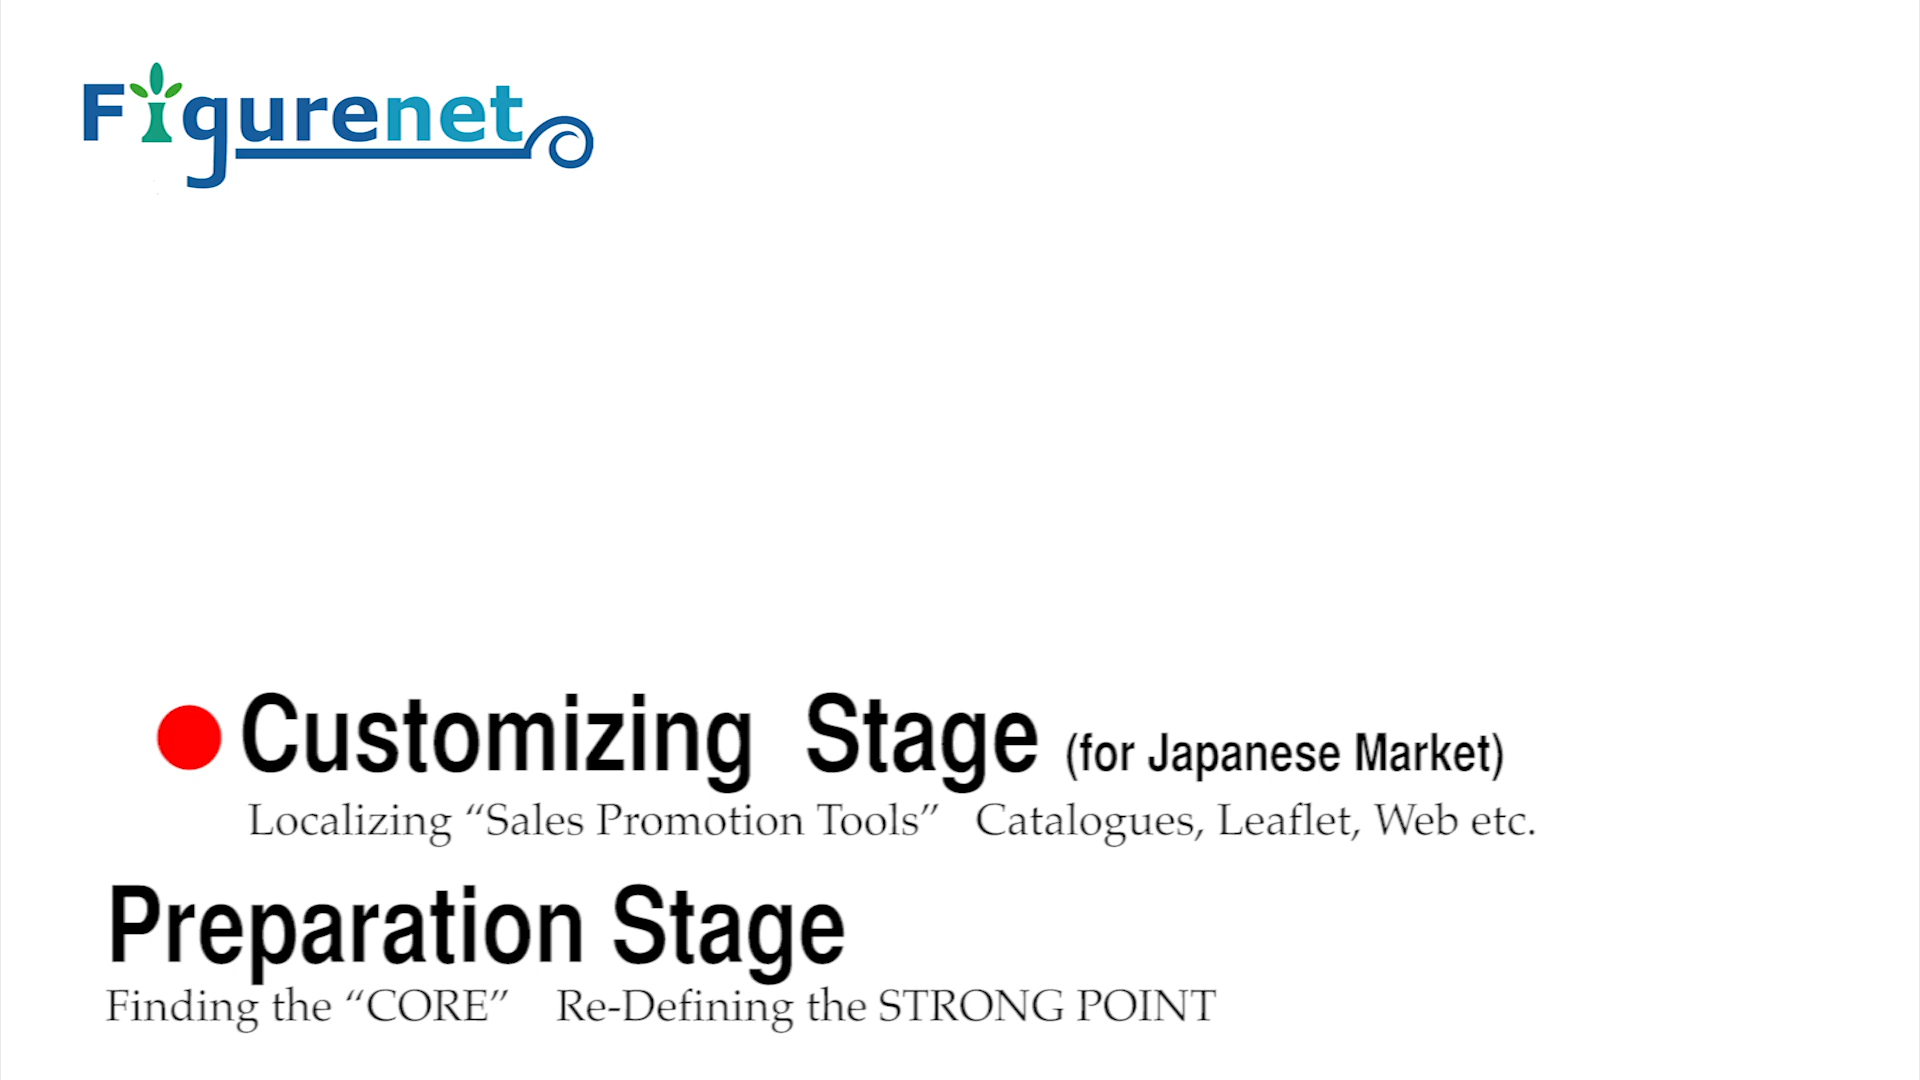 Figurenet
Customizing Stage (for Japanese Market)
Localizing “Sales Promotion Tools” Catalogues, Leaflet, Web etc.
Preparation Stage
Finding the “CORE” Re-Defining the STRONG POINT